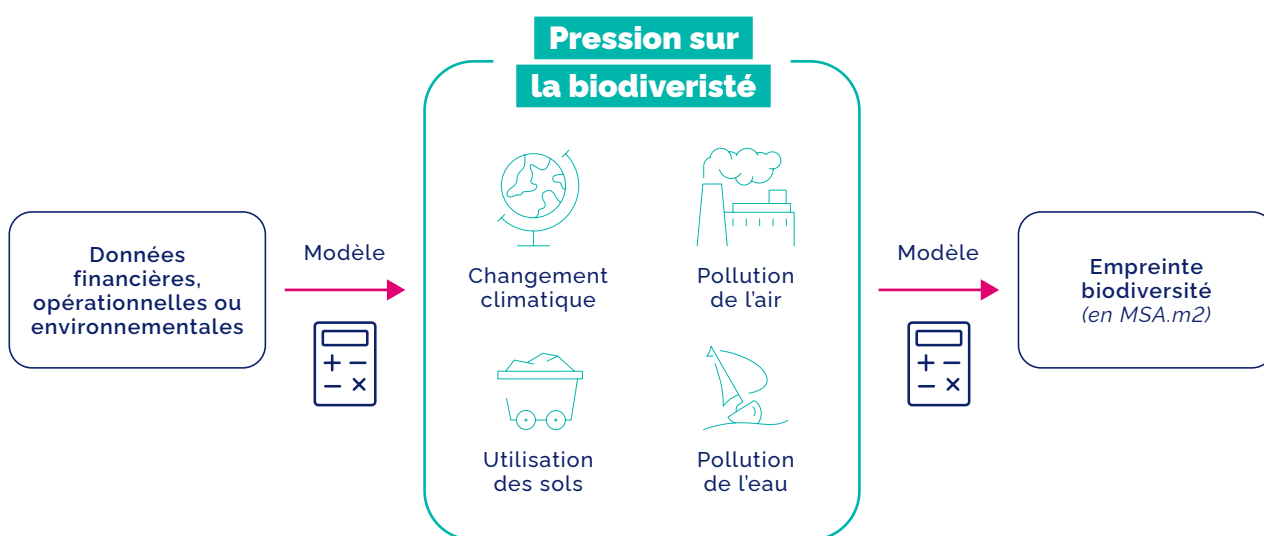 Pression sur
la biodiveristé
Données
financières,
opérationnelles ou
environnementales
Modèle
Changement
climatique
Pollution
de l'air
Utilisation
des sols
Pollution
de l'eau
Modèle
Empreinte
biodiversité
(en MSA.m2)